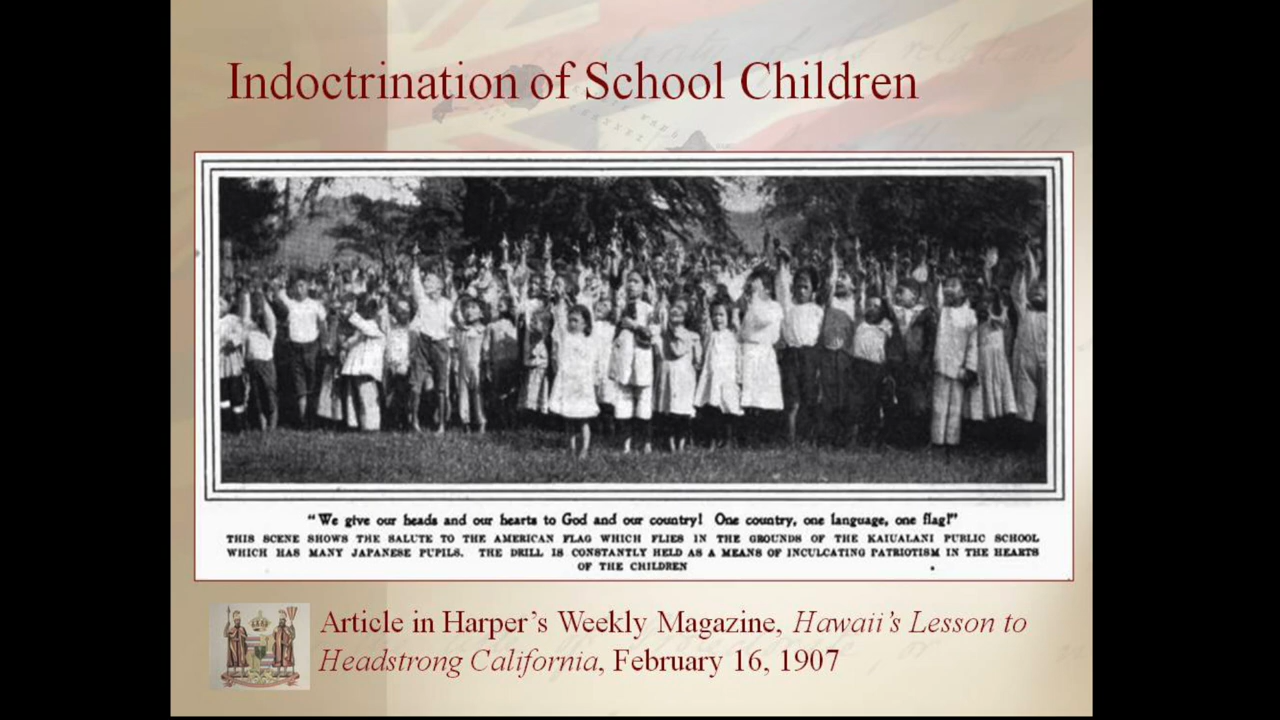 Indoctrination of School Children
"We give our heads and our hearts to God and our country! One country, one language, one flag!"
THIS SCENE SHOWS THE SALUTE TO THE AMERICAN FLAG WHICH FLIES IN THE GROUNDS OF THE KAIUALANI PUBLIC SCHOOL
WHICH HAS MANY JAPANESE PUPILS. THE DRILL IS CONSTANTLY HELD AS A MEANS OF INCULCATING PATRIOTISM IN THE HEARTS
OF THE CHILDREN
Article in Harper's Weekly Magazine, Hawaii's Lesson to
Headstrong California, February 16, 1907